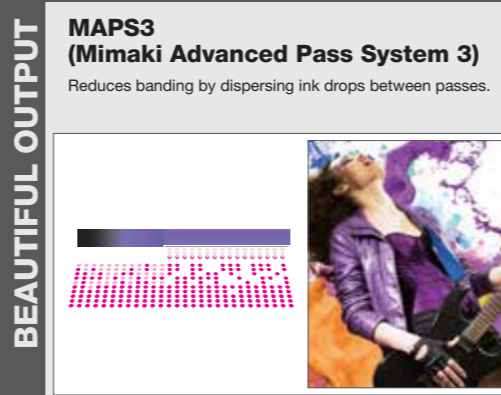 BEAUTIFUL OUTPUT
MAPS3
(Mimaki Advanced Pass System 3)
Reduces banding by dispersing ink drops between passes.